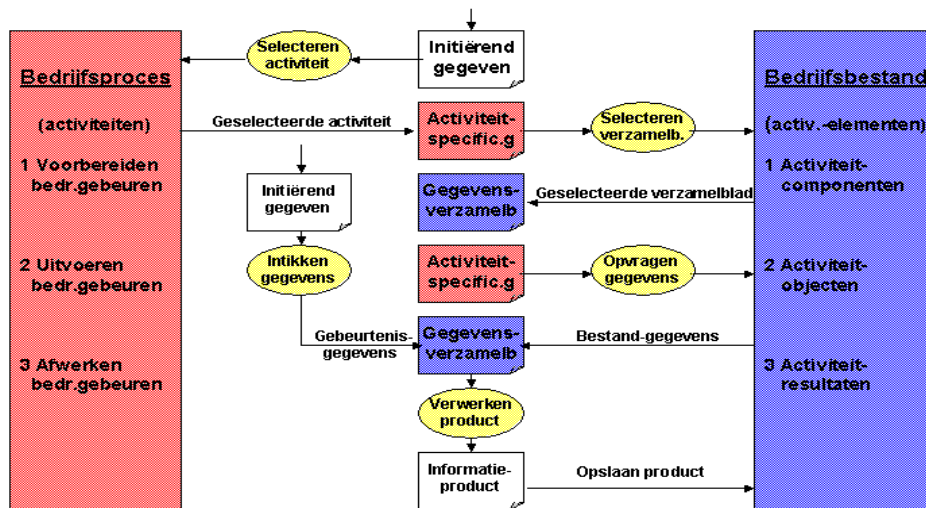 Bedrijfsproces
(activiteiten)
1 Voorbereiden
bedr.gebeuren
2 Uitvoeren
bedr.gebeuren
3 Afwerken
bedr.gebeuren
Selecteren
activiteit
Initiërend
gegeven
Geselecteerde activiteit
Activiteit-
specific.g
Selecteren
verzamelb.
Initiërend
gegeven
Gegevens-
verzamelb
Geselecteerde verzamelblad
Intikken
gegevens
Activiteit-
specific.g
Opvragen
gegevens
Gebeurtenis-
gegevens
Gegevens-
verzamelb
Bestand-gegevens
Verwerken
product
Informatie-
product
Opslaan product
Bedrijfsbestand
(activ.-elementen)
1 Activiteit-
componenten
2 Activiteit-
objecten
3 Activiteit-
resultaten